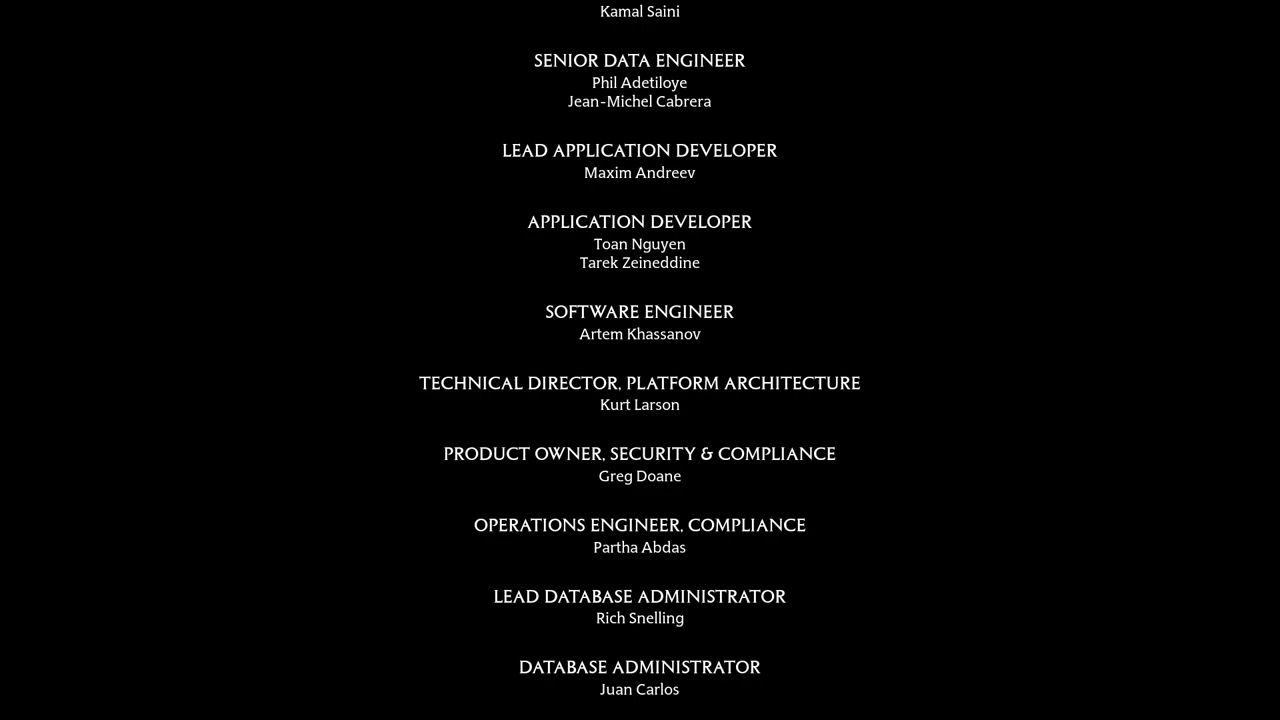 Kamal Saini
SENIOR DATA ENGINEER
Phil Adetiloye
Jean-Michel Cabrera
LEAD APPLICATION DEVELOPER
Maxim Andreev
APPLICATION DEVELOPER
Toan Nguyen
Tarek Zeineddine
SOFTWARE ENGINEER
Artem Khassanov
TECHNICAL DIRECTOR, PLATFORM ARCHITECTURE
Kurt Larson
PRODUCT OWNER, SECURITY & COMPLIANCE
Greg Doane
OPERATIONS ENGINEER, COMPLIANCE
Partha Abdas
LEAD DATABASE ADMINISTRATOR
Rich Snelling
DATABASE ADMINISTRATOR
Juan Carlos